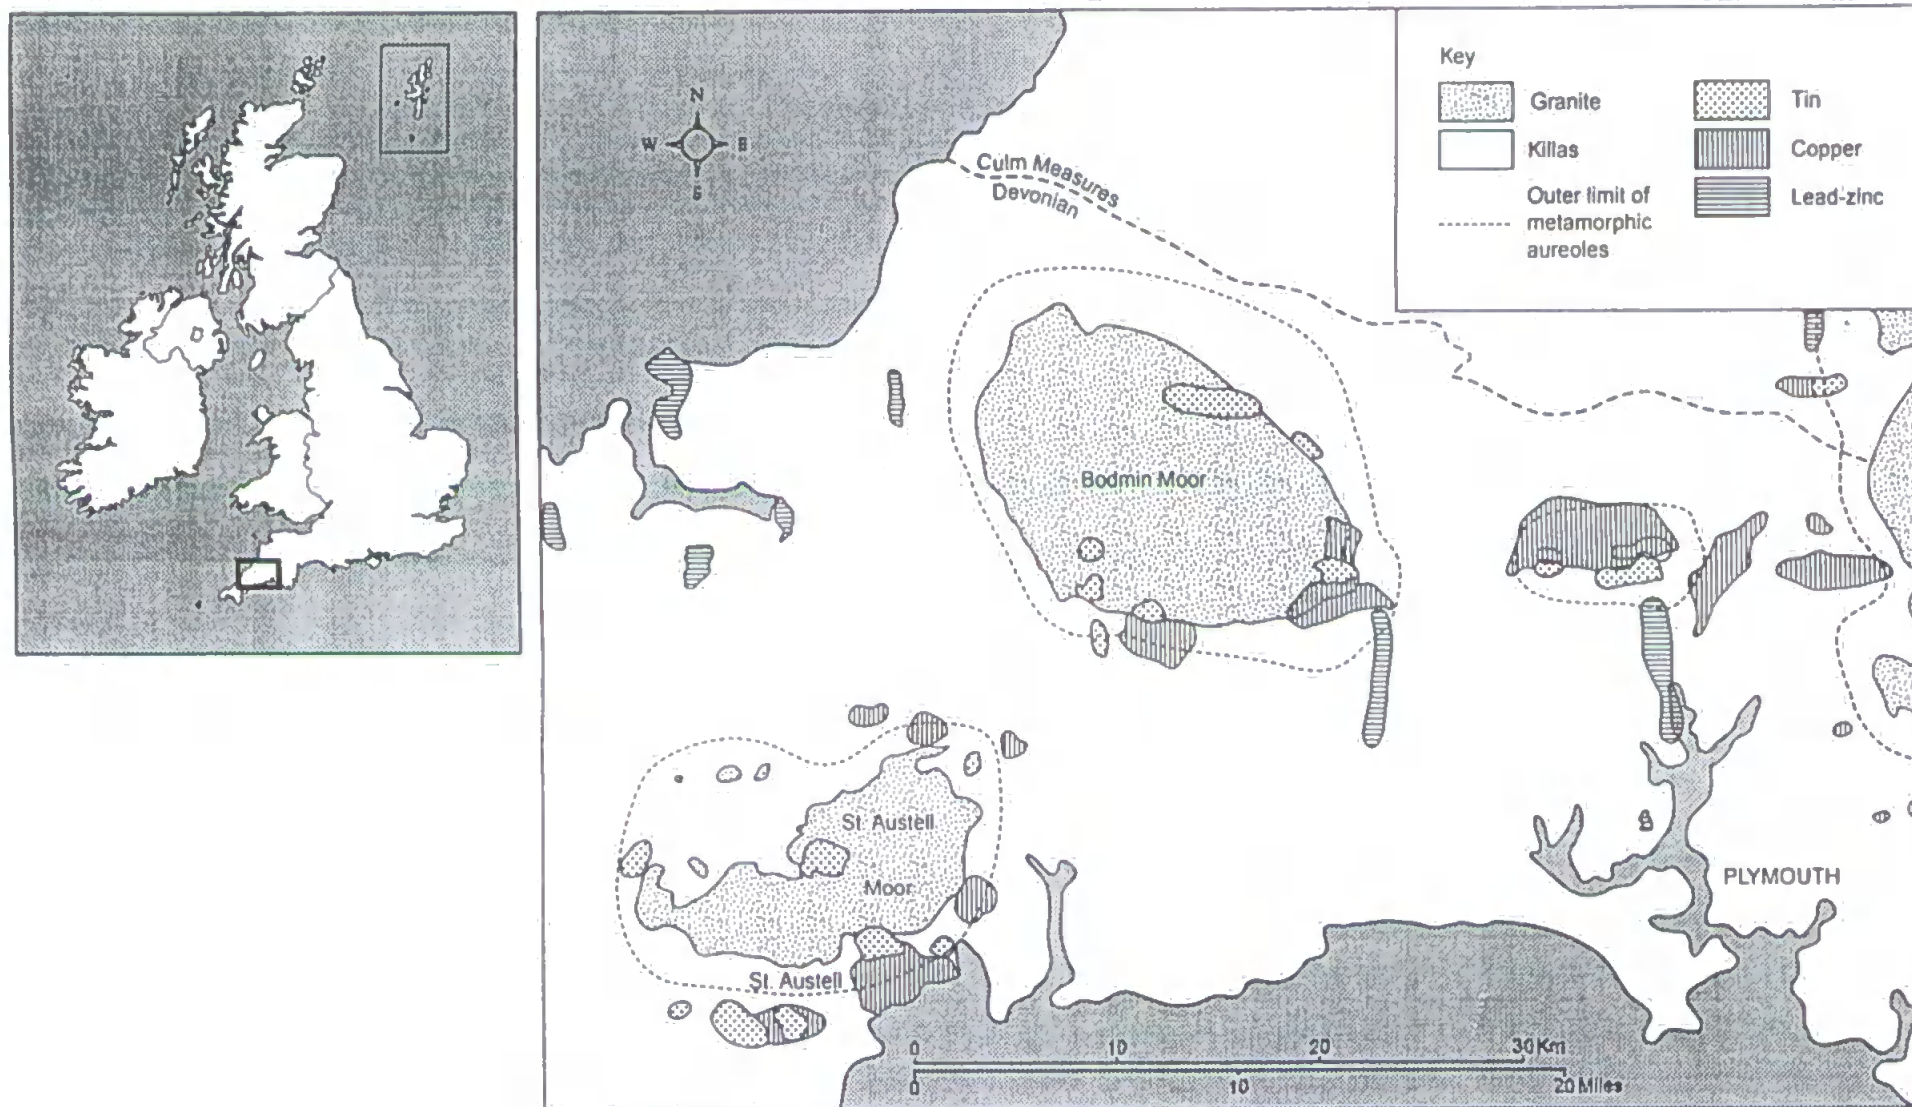 N
W E
S
Culm Measures
Devonian
Key
Granite
Killas
Outer limit of
metamorphic
aureoles
Tin
Copper
Lead-zinc
Bodmin Moor
St. Austell
Moor
St. Austell
PLYMOUTH
0 10 20 30 Km
0 10 20 Miles